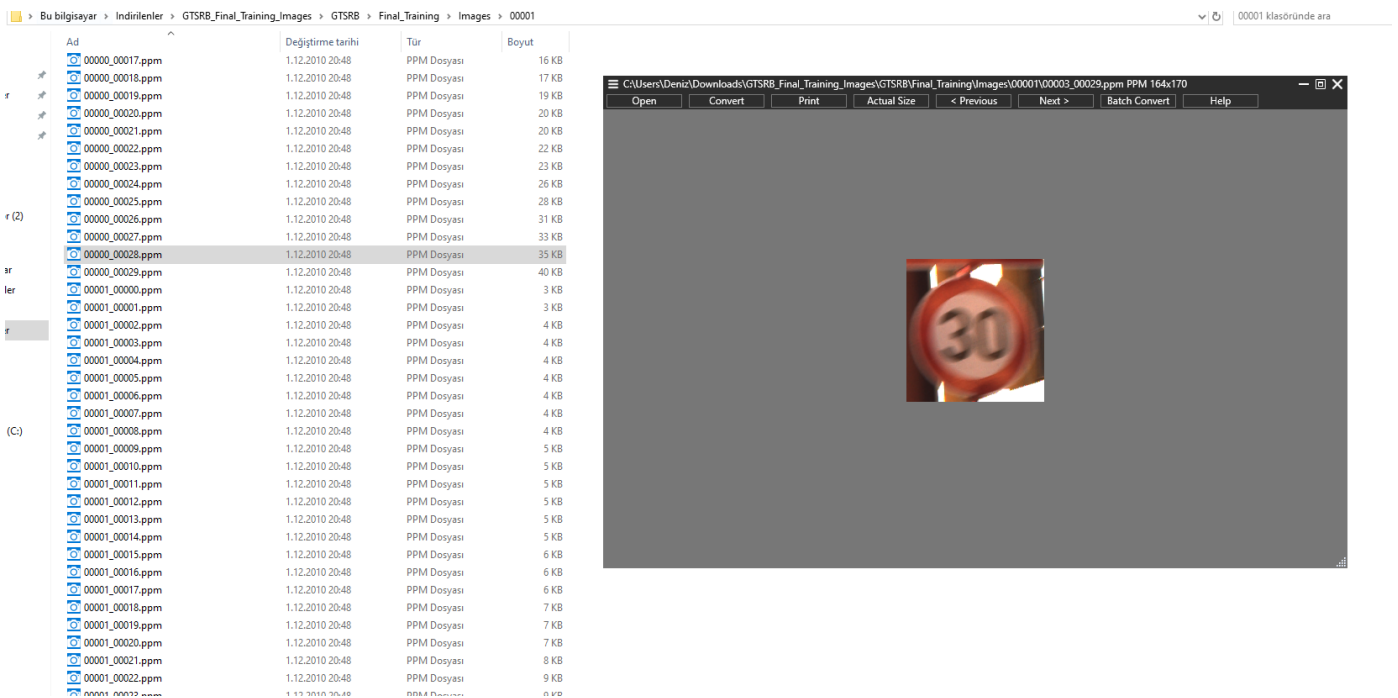 > Bu bilgisayar > Indirilenler > GTSRB_Final_Training_Images > GTSRB > Final_Training > Images > 00001
00001 klasöründe ara
Ad Değiştirme tarihi Tür Boyut
00000_00017.ppm 1.12.2010 20:48 PPM Dosyası 16 KB
00000_00018.ppm 1.12.2010 20:48 PPM Dosyası 17 KB
00000_00019.ppm 1.12.2010 20:48 PPM Dosyası 19 KB
00000_00020.ppm 1.12.2010 20:48 PPM Dosyası 20 KB
00000_00021.ppm 1.12.2010 20:48 PPM Dosyası 20 KB
00000_00022.ppm 1.12.2010 20:48 PPM Dosyası 22 KB
00000_00023.ppm 1.12.2010 20:48 PPM Dosyası 23 KB
00000_00024.ppm 1.12.2010 20:48 PPM Dosyası 26 KB
00000_00025.ppm 1.12.2010 20:48 PPM Dosyası 28 KB
00000_00026.ppm 1.12.2010 20:48 PPM Dosyası 31 KB
00000_00027.ppm 1.12.2010 20:48 PPM Dosyası 33 KB
00000_00028.ppm 1.12.2010 20:48 PPM Dosyası 35 KB
00000_00029.ppm 1.12.2010 20:48 PPM Dosyası 40 KB
00001_00000.ppm 1.12.2010 20:48 PPM Dosyası 3 KB
00001_00001.ppm 1.12.2010 20:48 PPM Dosyası 3 KB
00001_00002.ppm 1.12.2010 20:48 PPM Dosyası 4 KB
00001_00003.ppm 1.12.2010 20:48 PPM Dosyası 4 KB
00001_00004.ppm 1.12.2010 20:48 PPM Dosyası 4 KB
00001_00005.ppm 1.12.2010 20:48 PPM Dosyası 4 KB
00001_00006.ppm 1.12.2010 20:48 PPM Dosyası 4 KB
00001_00007.ppm 1.12.2010 20:48 PPM Dosyası 4 KB
00001_00008.ppm 1.12.2010 20:48 PPM Dosyası 4 KB
00001_00009.ppm 1.12.2010 20:48 PPM Dosyası 5 KB
00001_00010.ppm 1.12.2010 20:48 PPM Dosyası 5 KB
00001_00011.ppm 1.12.2010 20:48 PPM Dosyası 5 KB
00001_00012.ppm 1.12.2010 20:48 PPM Dosyası 5 KB
00001_00013.ppm 1.12.2010 20:48 PPM Dosyası 5 KB
00001_00014.ppm 1.12.2010 20:48 PPM Dosyası 5 KB
00001_00015.ppm 1.12.2010 20:48 PPM Dosyası 6 KB
00001_00016.ppm 1.12.2010 20:48 PPM Dosyası 6 KB
00001_00017.ppm 1.12.2010 20:48 PPM Dosyası 6 KB
00001_00018.ppm 1.12.2010 20:48 PPM Dosyası 7 KB
00001_00019.ppm 1.12.2010 20:48 PPM Dosyası 7 KB
00001_00020.ppm 1.12.2010 20:48 PPM Dosyası 7 KB
00001_00021.ppm 1.12.2010 20:48 PPM Dosyası 8 KB
00001_00022.ppm 1.12.2010 20:48 PPM Dosyası 9 KB
00001_00023.ppm 1.12.2010 20:48 PPM Dosyası 9 KB
(2)
(C:)
C:\Users\Deniz\Downloads\GTSRB_Final_Training_Images\GTSRB\Final_Training\Images\00001\00003_00029.ppm PPM 164x170
Open Convert Print Actual Size < Previous Next > Batch Convert Help
30